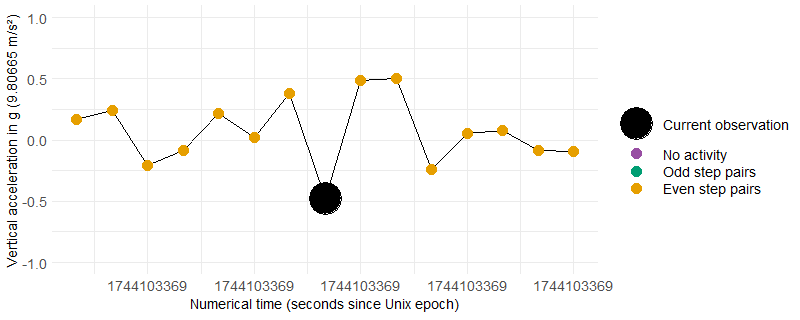 Vertical acceleration in g (9.80665 m/s²)
1.0
0.5
0.0
-0.5
-1.0
1744103369 1744103369 1744103369 1744103369 1744103369
Numerical time (seconds since Unix epoch)
Current observation
No activity
Odd step pairs
Even step pairs